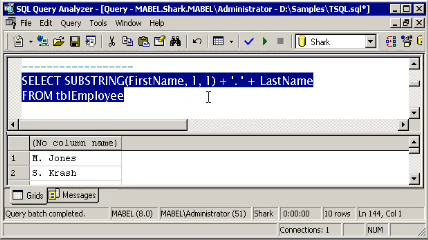 SQL Query Analyzer - [Query - MABEL.Shark.MABEL\Administrator - D:\Samples\TSQL.sql*]
File Edit Query Tools Window Help
Shark
--------------------
SELECT SUBSTRING(FirstName, 1, 1) + '. ' + LastName
FROM tblEmployee
(No column name)
1 M. Jones
2 S. Krash
Grids Messages
Query batch completed. MABEL (8.0) MABEL\Administrator (51) Shark 0:00:00 10 rows Ln 144, Col 1
Connections: 1 NUM